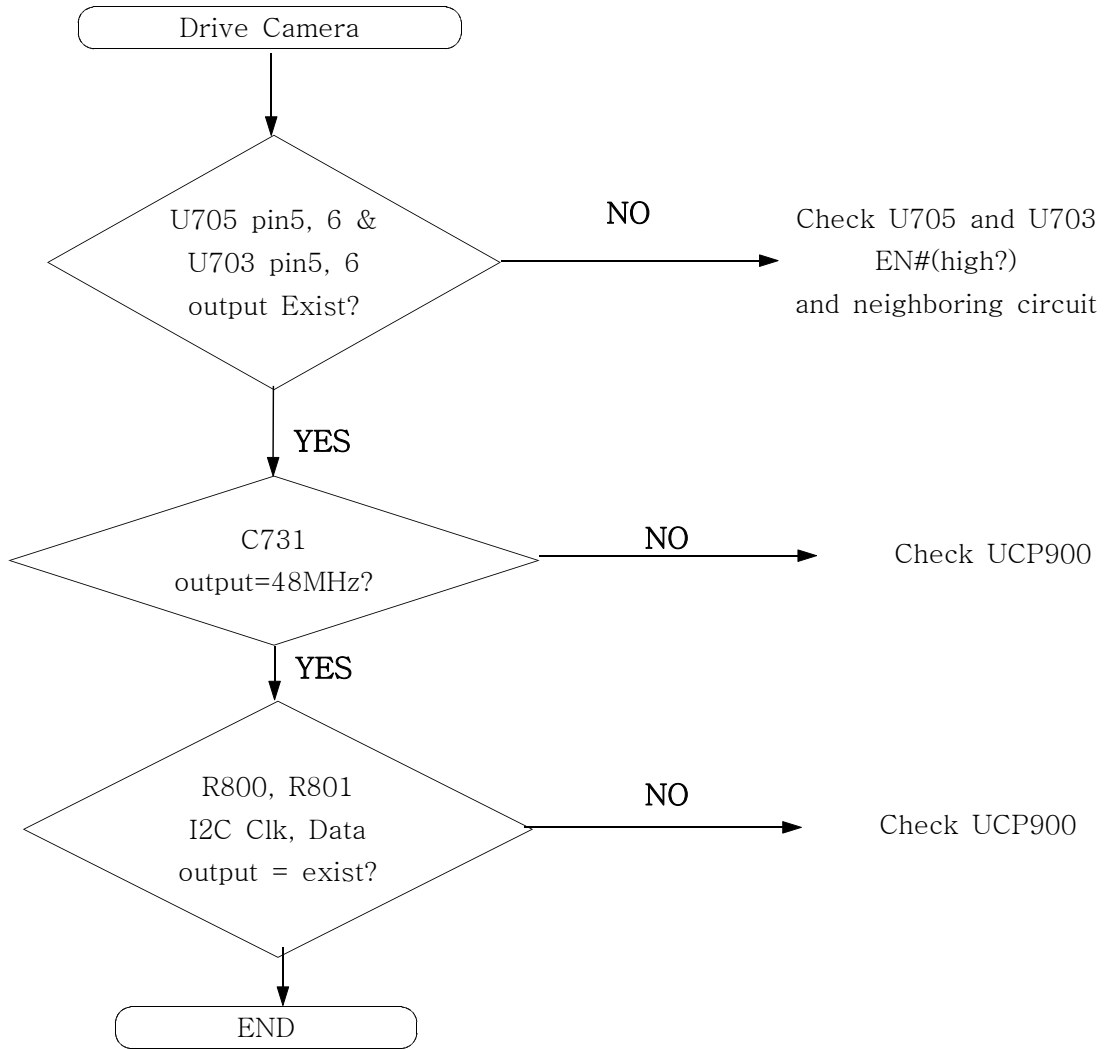 Drive Camera
U705 pin5, 6 &
U703 pin5, 6
output Exist?
NO
Check U705 and U703
EN#(high?)
and neighboring circuit
YES
C731
output=48MHz?
NO
Check UCP900
YES
R800, R801
I2C Clk, Data
output = exist?
NO
Check UCP900
END